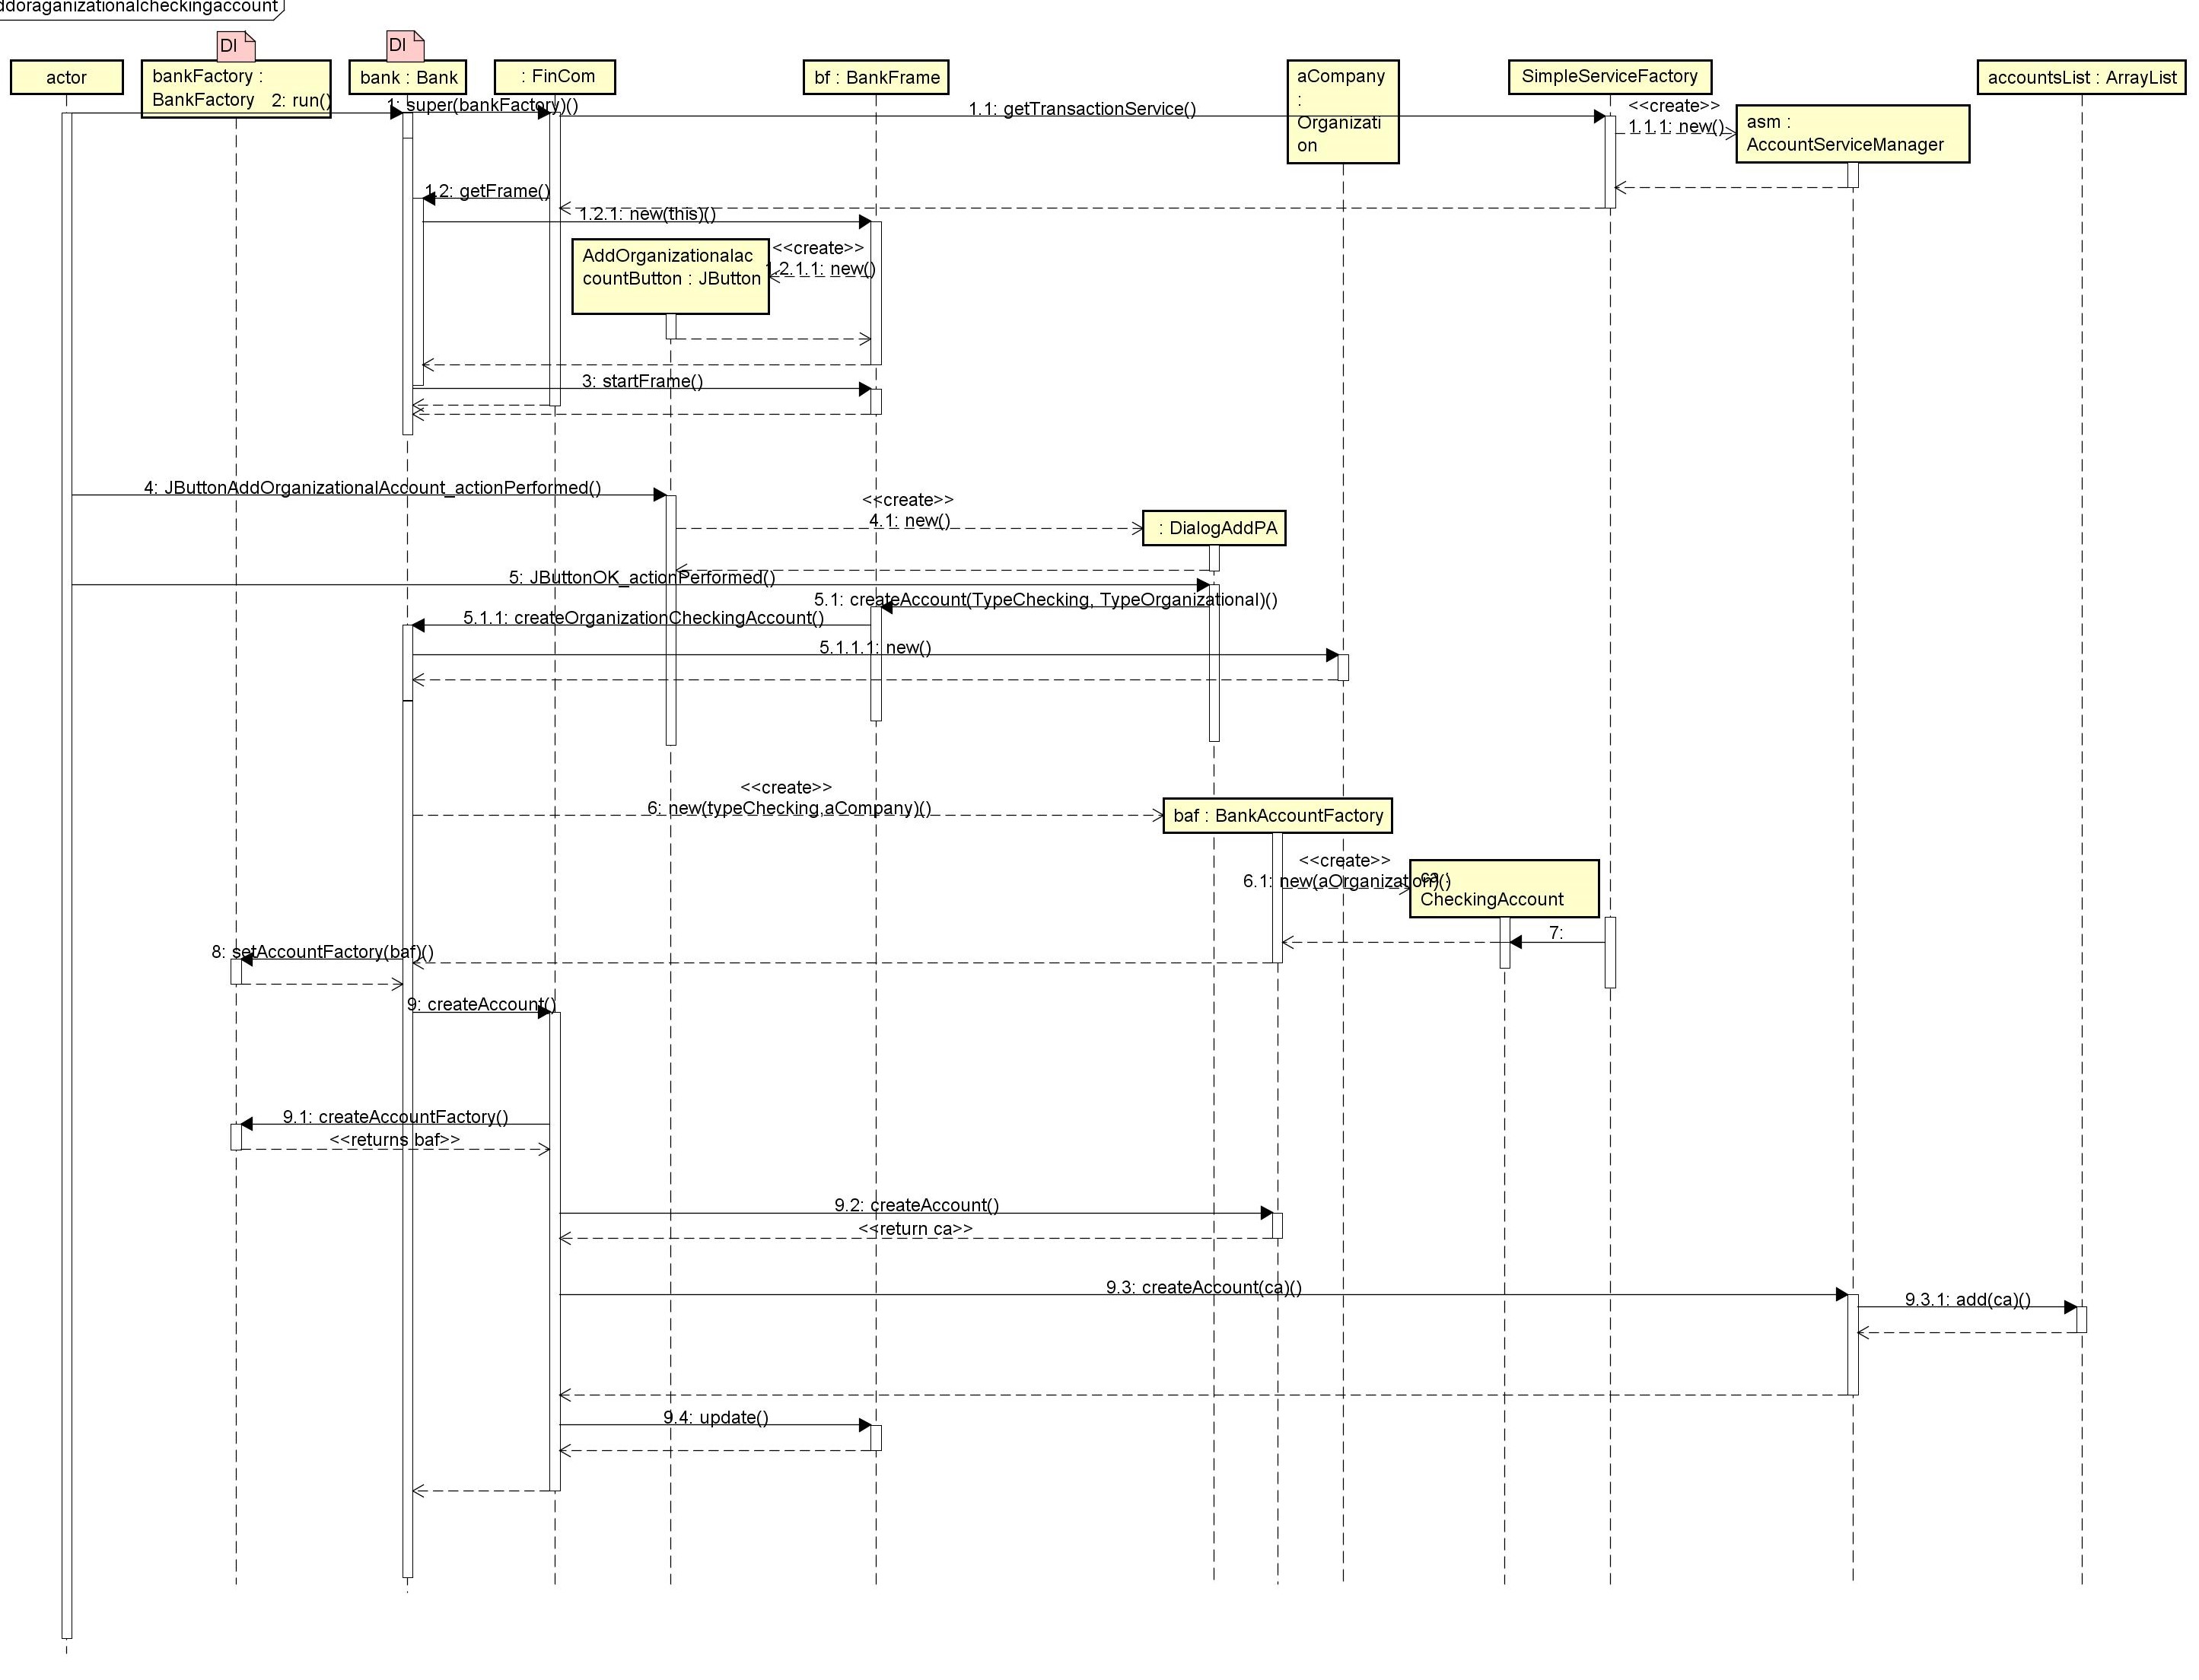 ddoraganizationalcheckingaccount
DI
DI
actor
bankFactory :
BankFactory
bank : Bank
: FinCom
bf : BankFrame
aCompany
:
Organizati
on
SimpleServiceFactory
accountsList : ArrayList
2: run()
1: super(bankFactory)()
1.1: getTransactionService()
<<create>>
1.1.1: new()
asm :
AccountServiceManager
1.2: getFrame()
1.2.1: new(this)()
AddOrganizationalac
countButton : JButton
<<create>>
1.2.1.1: new()
3: startFrame()
4: JButtonAddOrganizationalAccount_actionPerformed()
<<create>>
4.1: new()
: DialogAddPA
5: JButtonOK_actionPerformed()
5.1: createAccount(TypeChecking, TypeOrganizational)()
5.1.1: createOrganizationCheckingAccount()
5.1.1.1: new()
<<create>>
6: new(typeChecking,aCompany)()
baf : BankAccountFactory
<<create>>
6.1: new(aOrganization)()
ca :
CheckingAccount
7:
8: setAccountFactory(baf)()
9: createAccount()
9.1: createAccountFactory()
<<returns baf>>
9.2: createAccount()
<<return ca>>
9.3: createAccount(ca)()
9.3.1: add(ca)()
9.4: update()